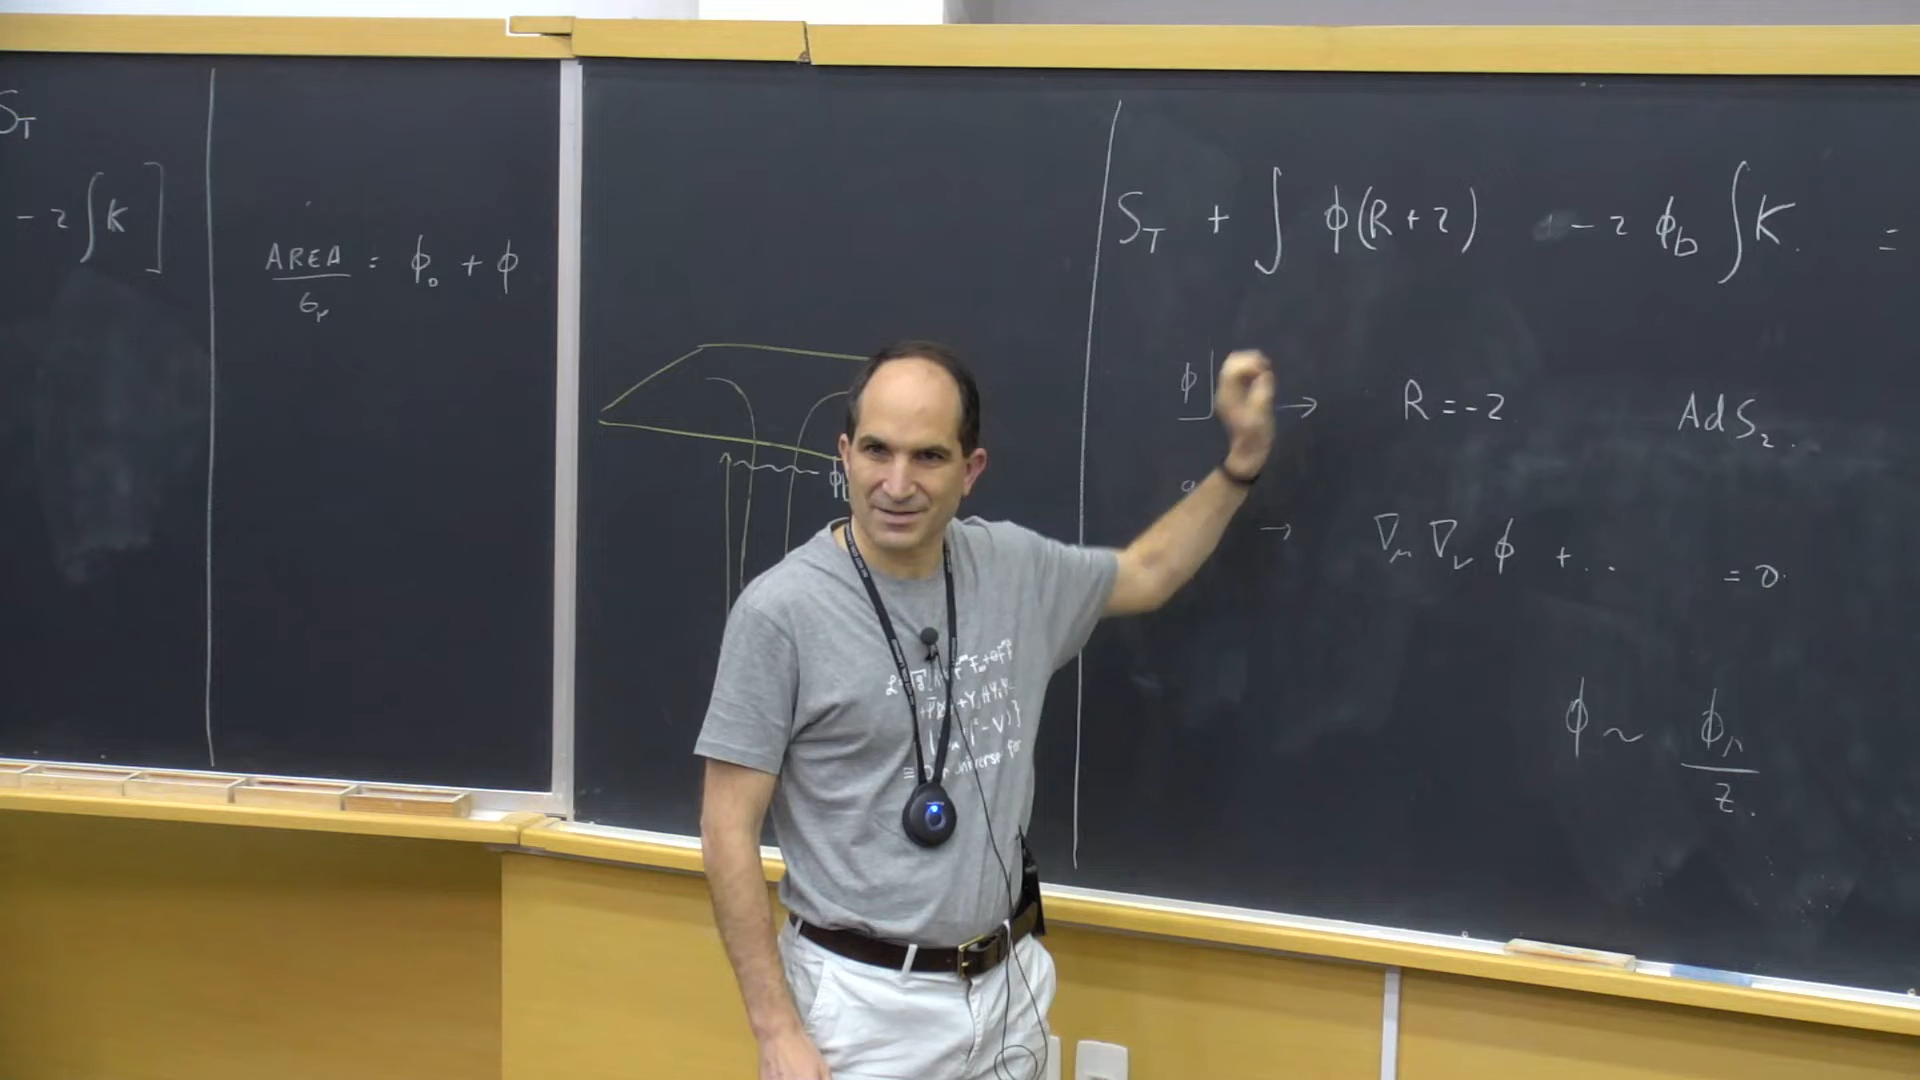 S_T
- 2 ∫K ]
AREA / G_N = ϕ_0 + ϕ
S_T + ∫ ϕ(R+2) - 2 ϕ_b ∫K. =
ϕ → R = -2 AdS_2.
→ ∇_μ ∇_ν ϕ + ... = 0.
ϕ ~ ϕ_r / z.